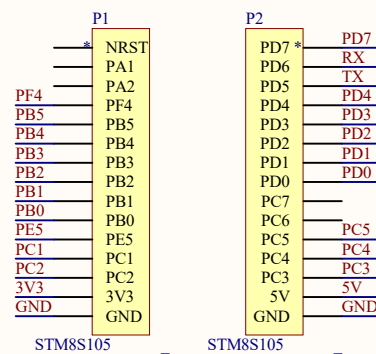 P1
* NRST
PA1
PA2
PF4 PF4
PB5 PB5
PB4 PB4
PB3 PB3
PB2 PB2
PB1 PB1
PB0 PB0
PE5 PE5
PC1 PC1
PC2 PC2
3V3 3V3
GND GND
STM8S105
P2
PD7 * PD7
PD6 RX
PD5 TX
PD4 PD4
PD3 PD3
PD2 PD2
PD1 PD1
PD0 PD0
PC7
PC6
PC5 PC5
PC4 PC4
PC3 PC3
5V 5V
GND GND
STM8S105